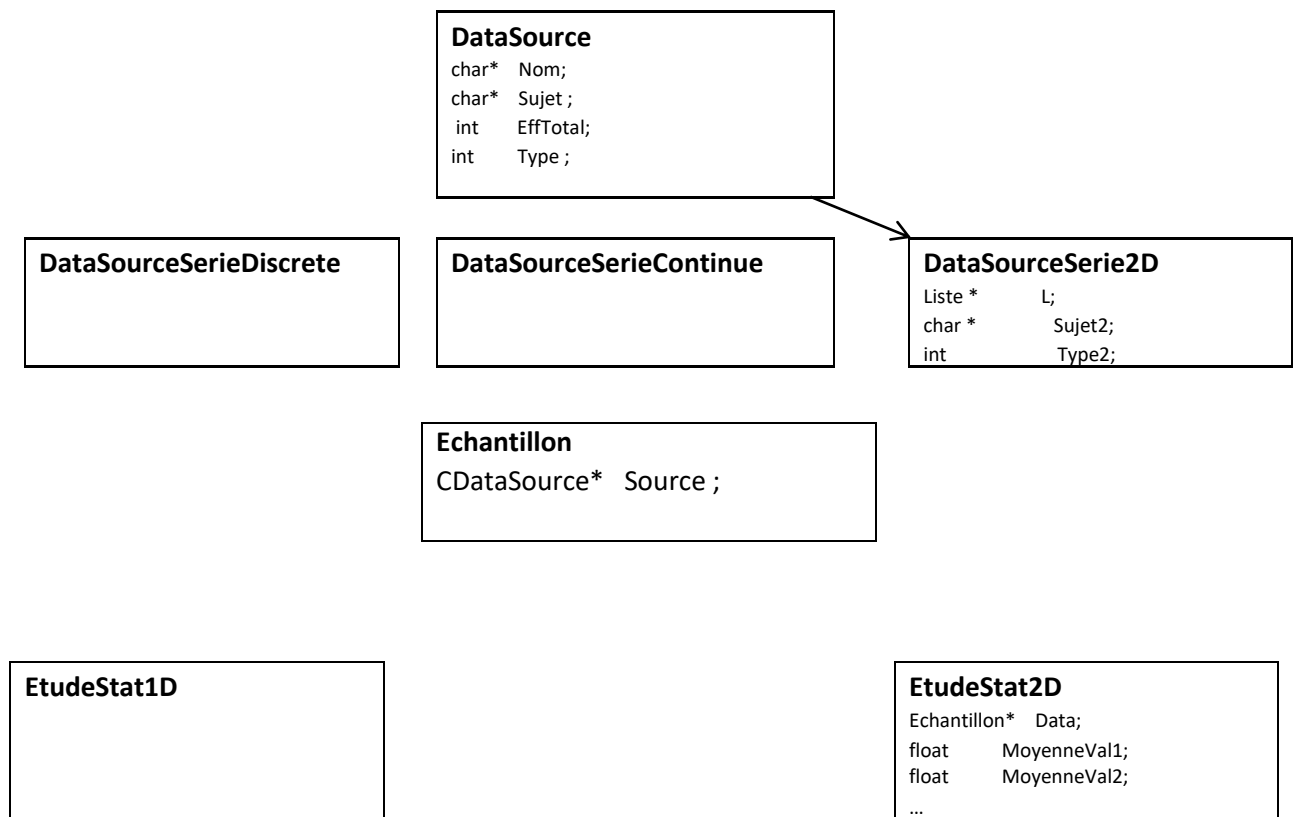 DataSource
char* Nom;
char* Sujet ;
int EffTotal;
int Type ;
DataSourceSerieDiscrete
DataSourceSerieContinue
DataSourceSerie2D
Liste * L;
char * Sujet2;
int Type2;
Echantillon
CDataSource* Source ;
EtudeStat1D
EtudeStat2D
Echantillon* Data;
float MoyenneVal1;
float MoyenneVal2;
…